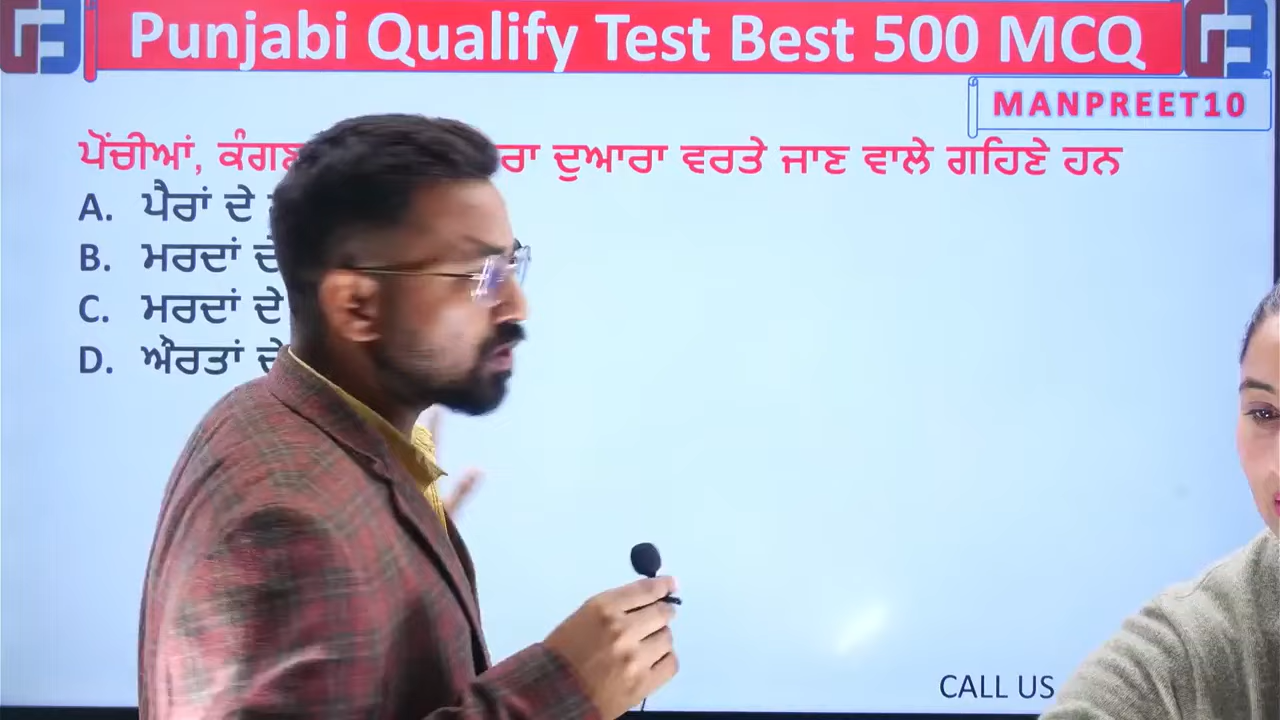 Punjabi Qualify Test Best 500 MCQ
MANPREET10
ਪੋਂਚੀਆਂ, ਦੁਆਰਾ ਵਰਤੇ ਜਾਣ ਵਾਲੇ ਗਹਿਣੇ ਹਨ
A. ਪੈਰਾਂ ਦੇ
B. ਮਰਦਾਂ ਦੇ
C. ਮਰਦਾਂ ਦੇ
D. ਔਰਤਾਂ ਦੇ
CALL US